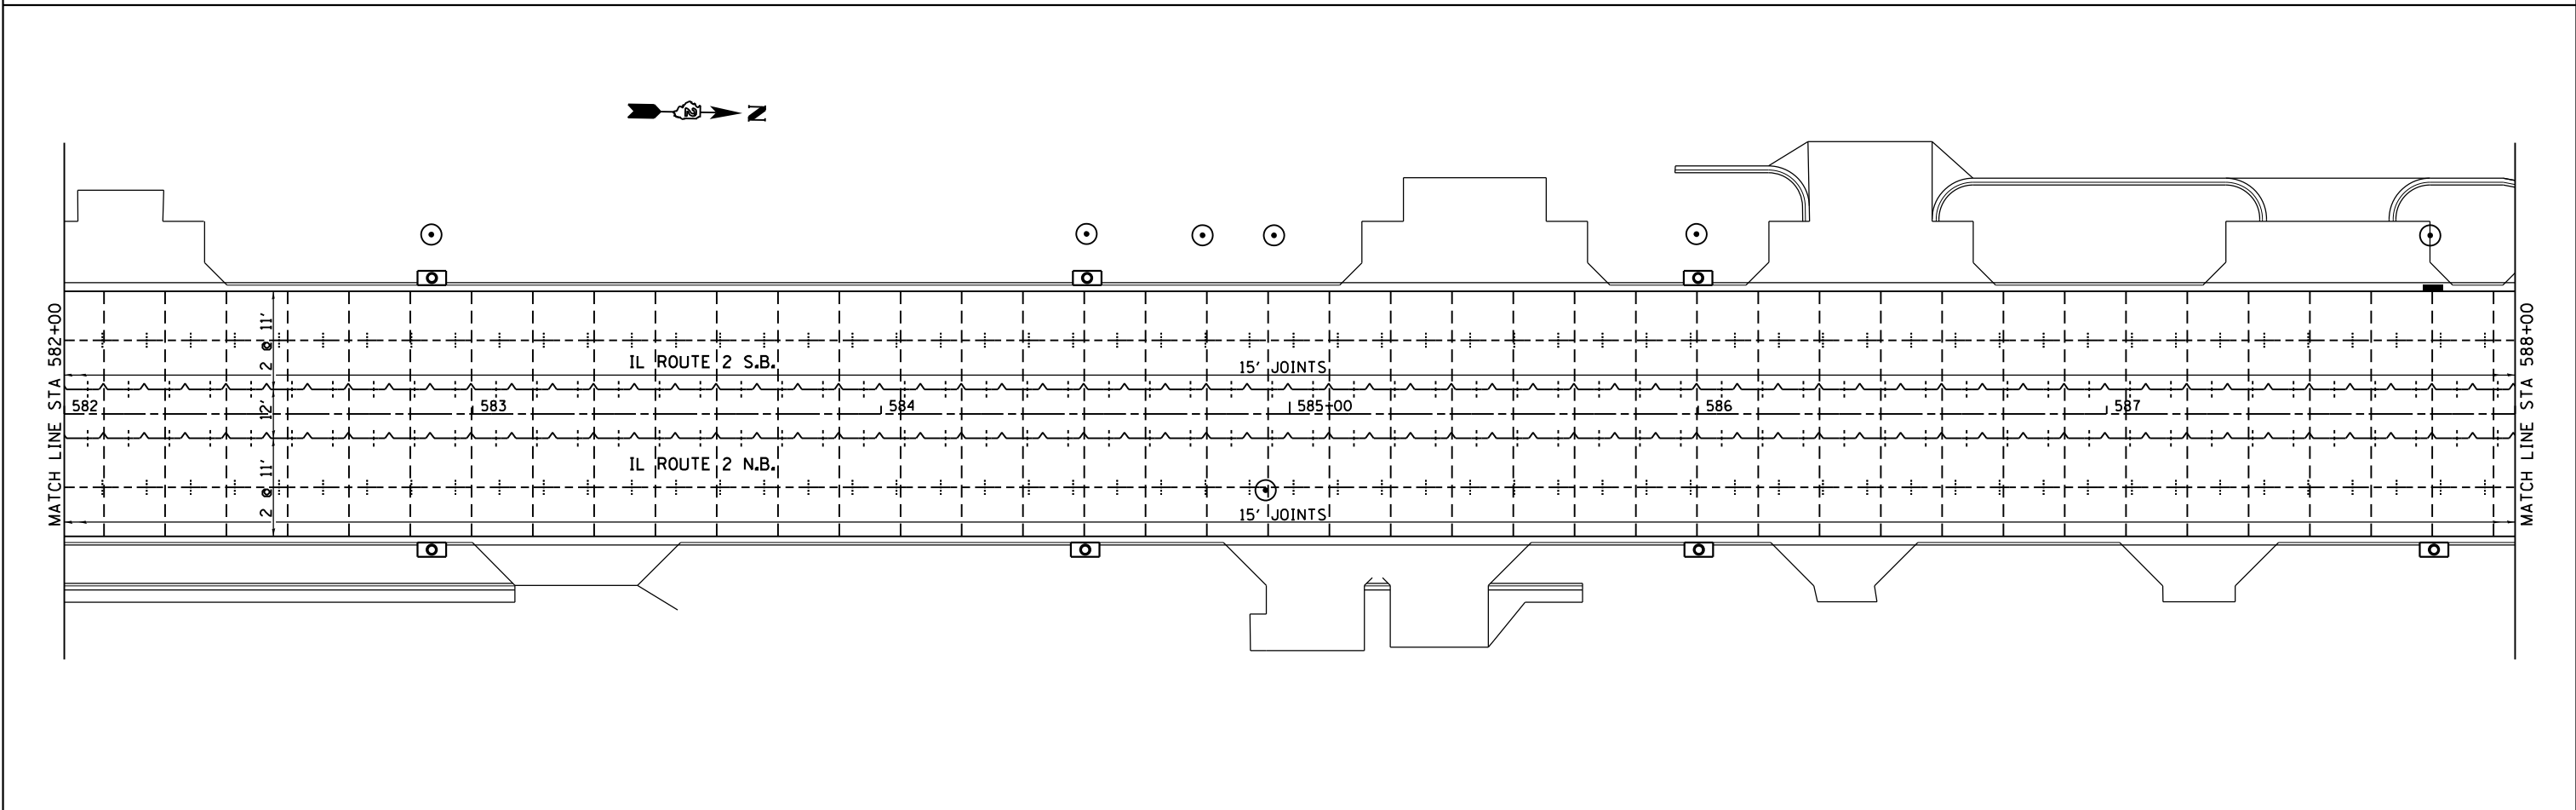 2
N
MATCH LINE STA 582+00
2 @ 11'
12'
2 @ 11'
IL ROUTE 2 S.B.
15' JOINTS
582
583
584
585+00
586
587
IL ROUTE 2 N.B.
15' JOINTS
MATCH LINE STA 588+00